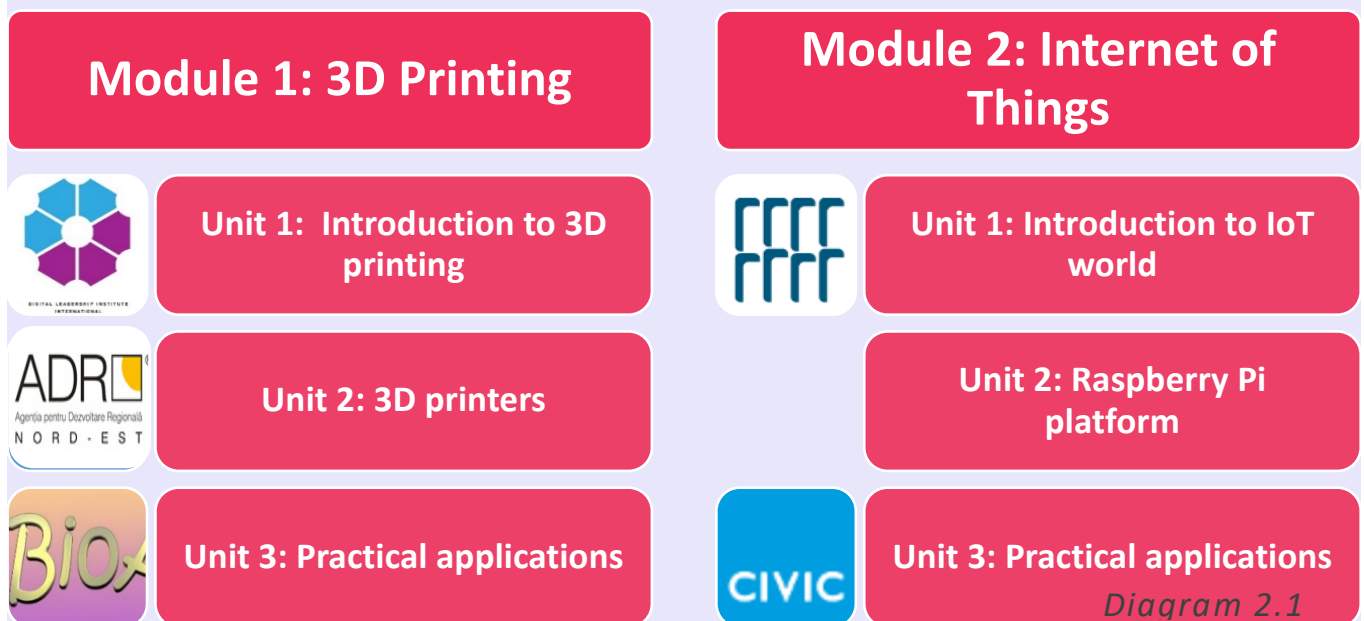 Module 1: 3D Printing
Unit 1: Introduction to 3D
printing
DIGITAL LEADERSHIP INSTITUTE
INTERNATIONAL
Unit 2: 3D printers
ADR
Agenția pentru Dezvoltare Regională
NORD-EST
Unit 3: Practical applications
Module 2: Internet of
Things
Unit 1: Introduction to IoT
world
Unit 2: Raspberry Pi
platform
CIVIC
Unit 3: Practical applications
Diagram 2.1